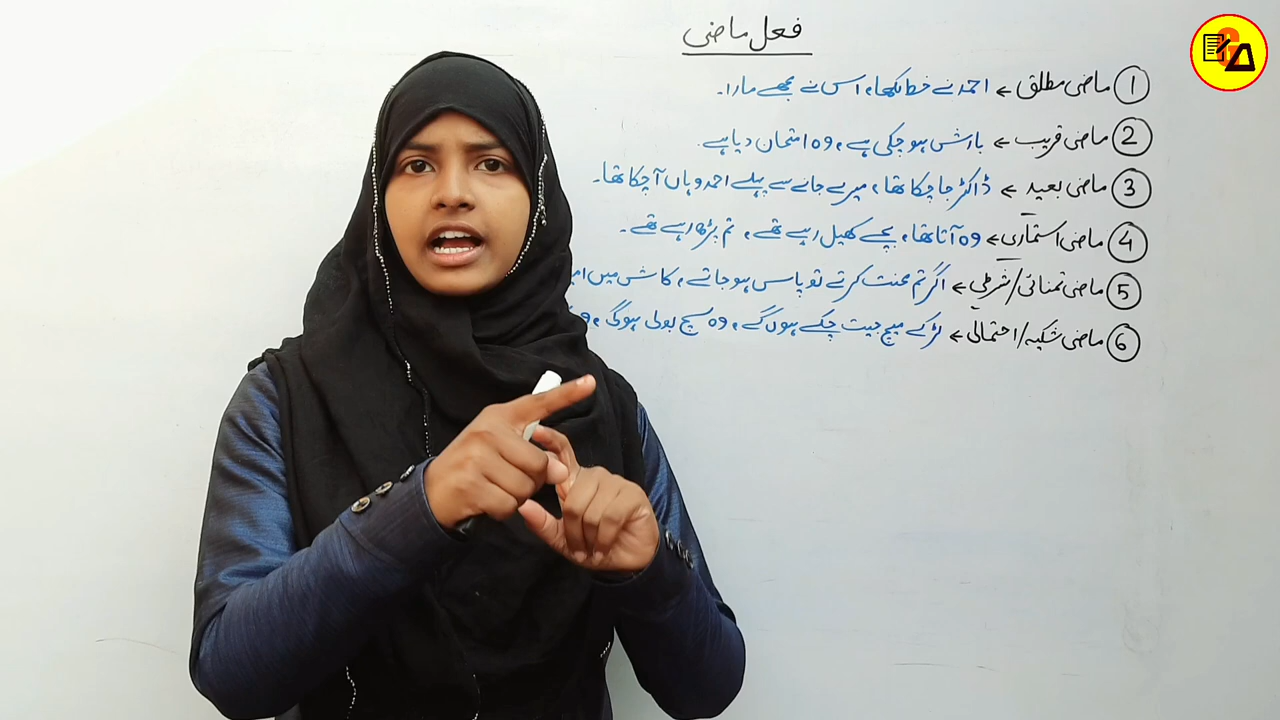 فعل ماضی
① ماضی مطلق ← احمد نے خط لکھا، اس نے مجھے مارا۔
② ماضی قریب ← بارش ہو چکی ہے، وہ امتحان دیا ہے۔
③ ماضی بعید ← ڈاکٹر جا چکا تھا، میرے جانے سے پہلے احمد وہاں آ چکا تھا۔
④ ماضی استمراری ← وہ آتا تھا، بچے کھیل رہے تھے، تم پڑھ رہے تھے۔
⑤ ماضی تمنائی/شرطی ← اگر تم محنت کرتے تو پاس ہو جاتے، کاش میں
⑥ ماضی شکیہ/احتمالی ← لڑکے میچ جیت چکے ہوں گے، وہ سچ بولی ہوگی،